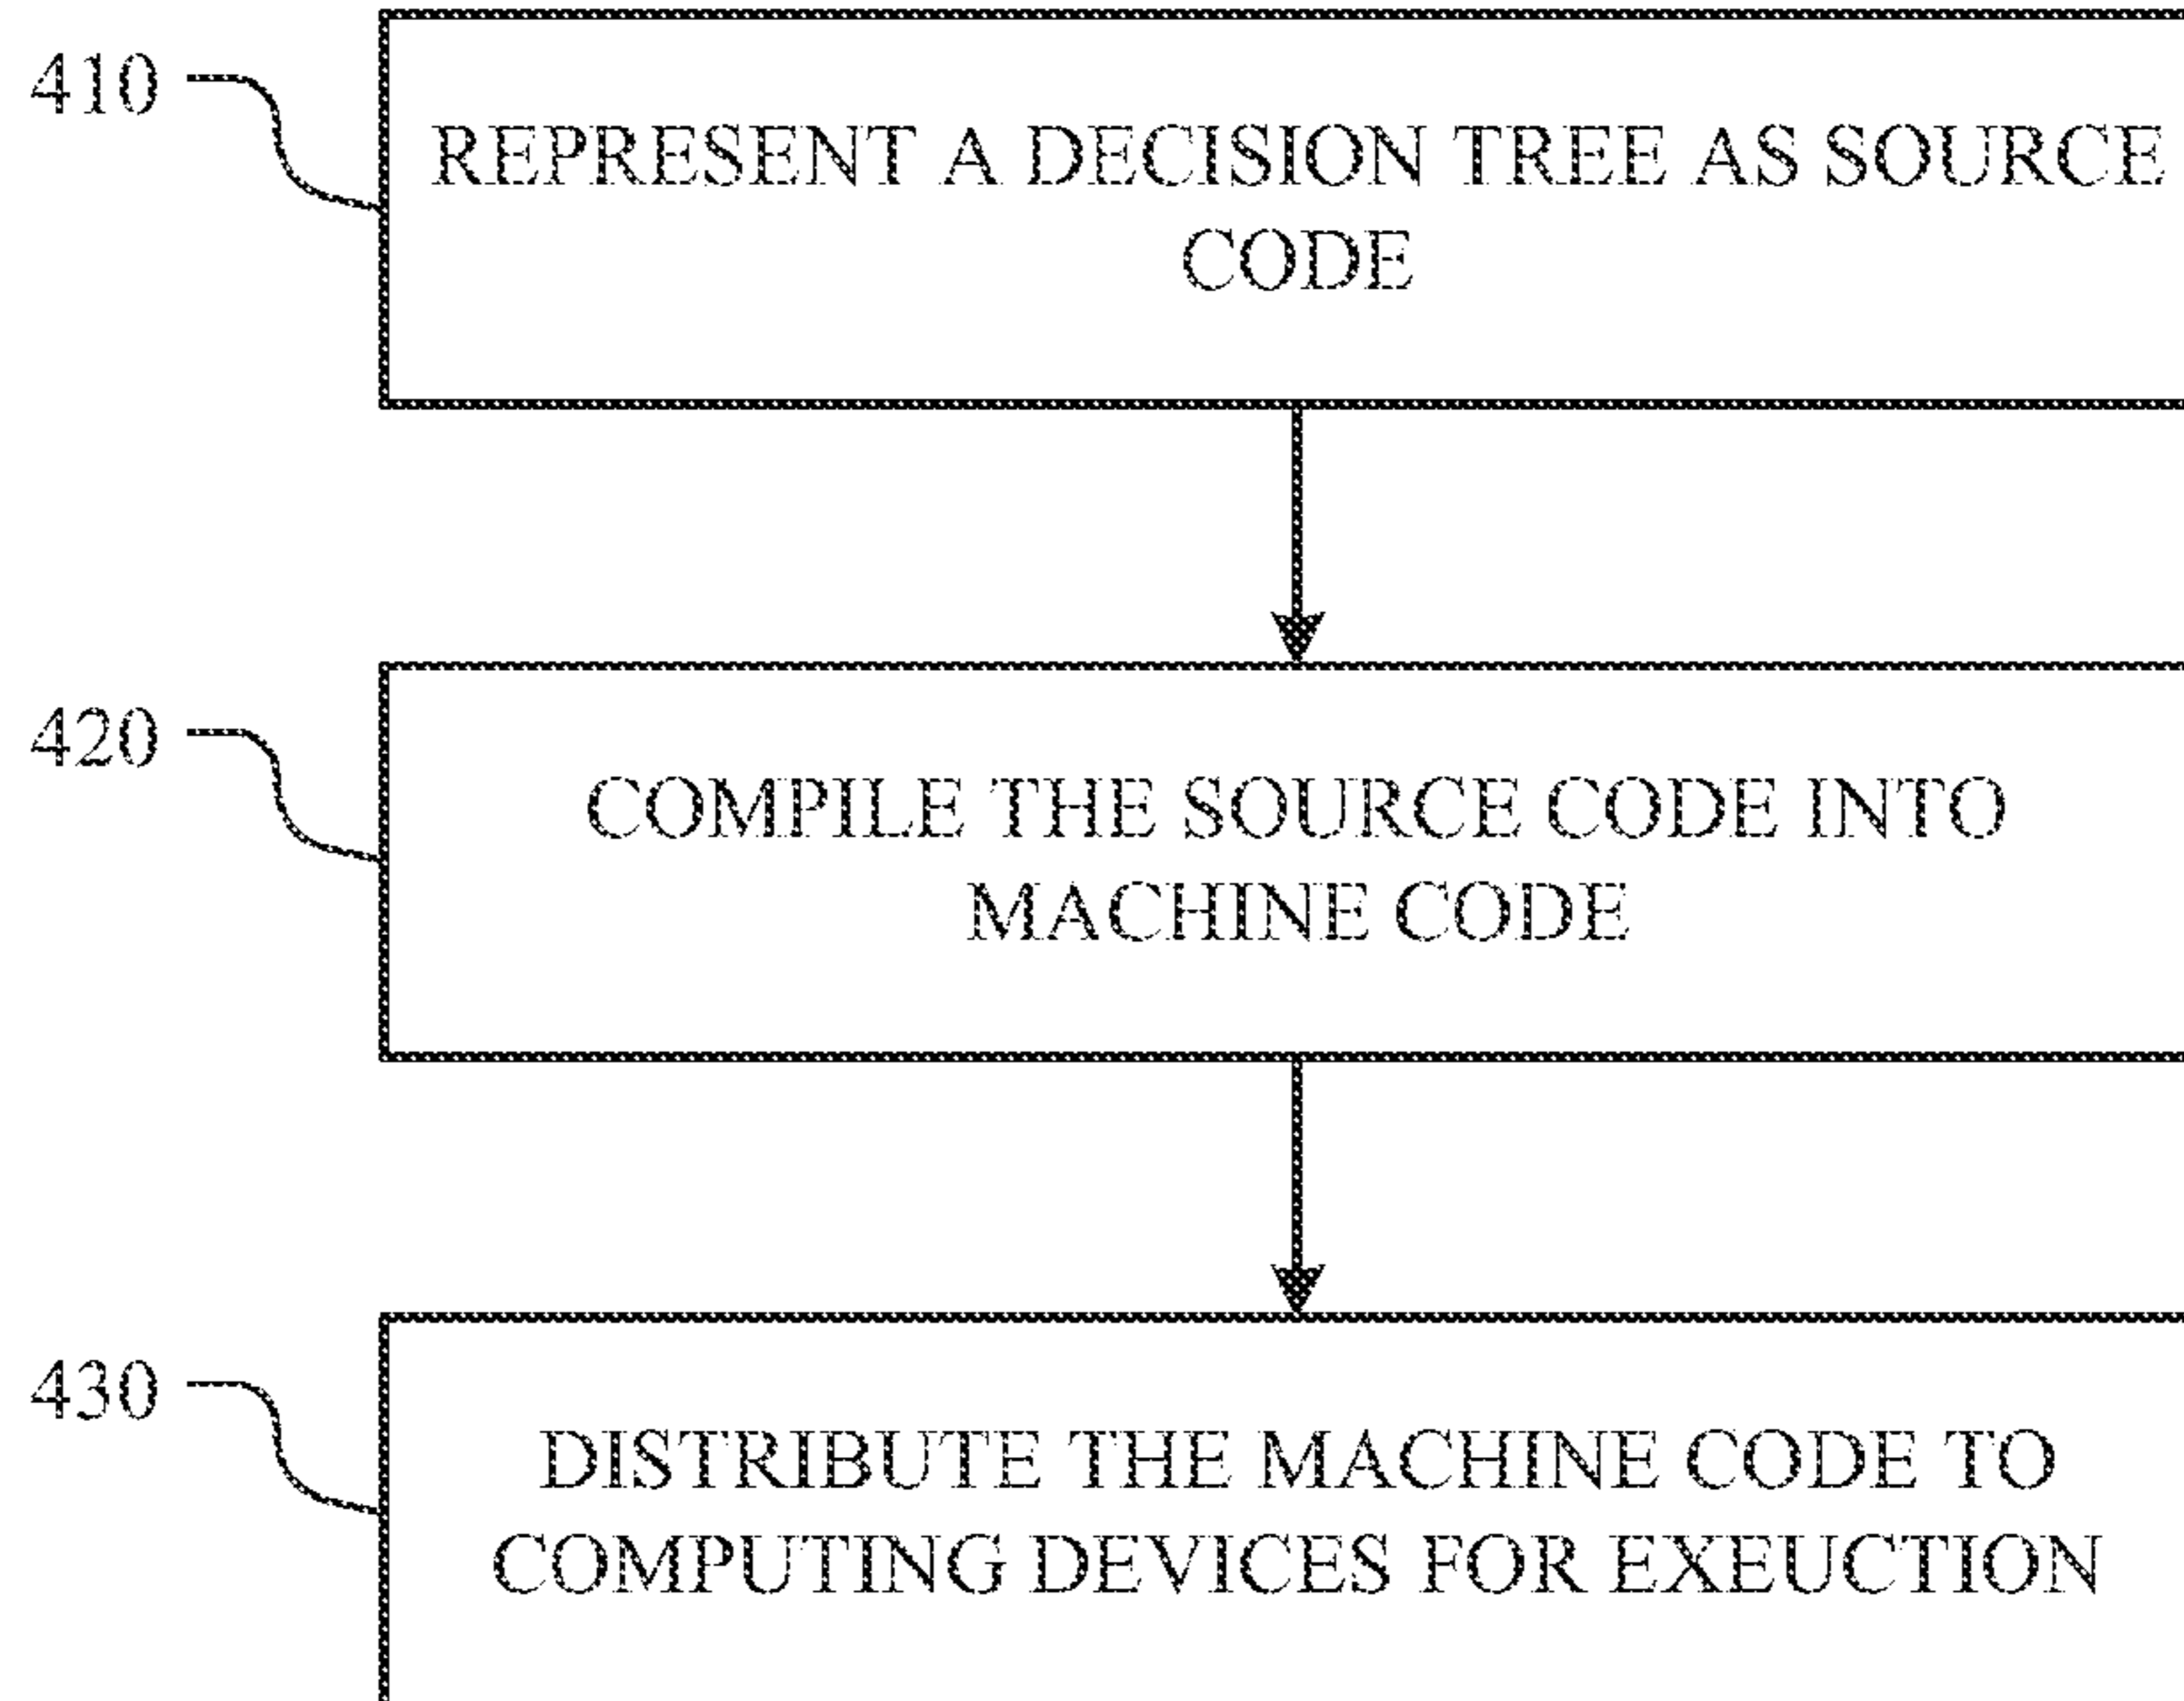 410
REPRESENT A DECISION TREE AS SOURCE
CODE
420
COMPILE THE SOURCE CODE INTO
MACHINE CODE
430
DISTRIBUTE THE MACHINE CODE TO
COMPUTING DEVICES FOR EXEUCTION